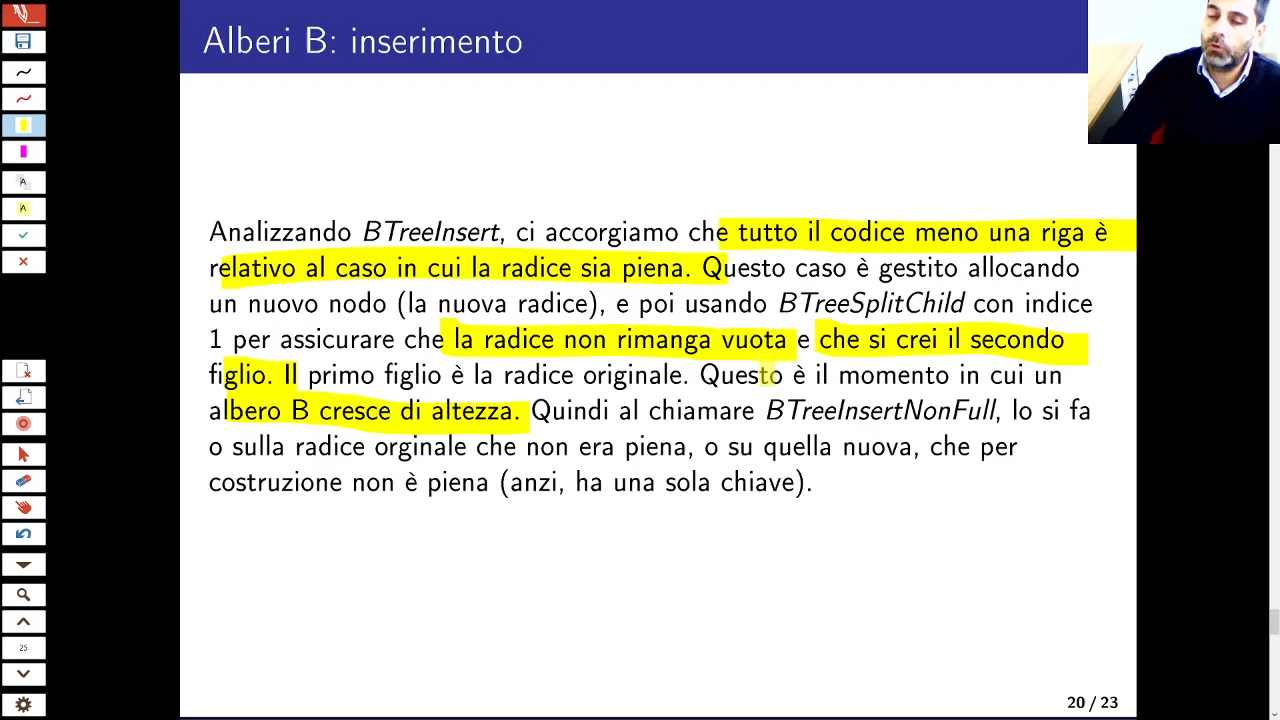 Alberi B: inserimento
Analizzando BTreeInsert, ci accorgiamo che tutto il codice meno una riga è
relativo al caso in cui la radice sia piena. Questo caso è gestito allocando
un nuovo nodo (la nuova radice), e poi usando BTreeSplitChild con indice
1 per assicurare che la radice non rimanga vuota e che si crei il secondo
figlio. Il primo figlio è la radice originale. Questo è il momento in cui un
albero B cresce di altezza. Quindi al chiamare BTreeInsertNonFull, lo si fa
o sulla radice orginale che non era piena, o su quella nuova, che per
costruzione non è piena (anzi, ha una sola chiave).
25
20 / 23